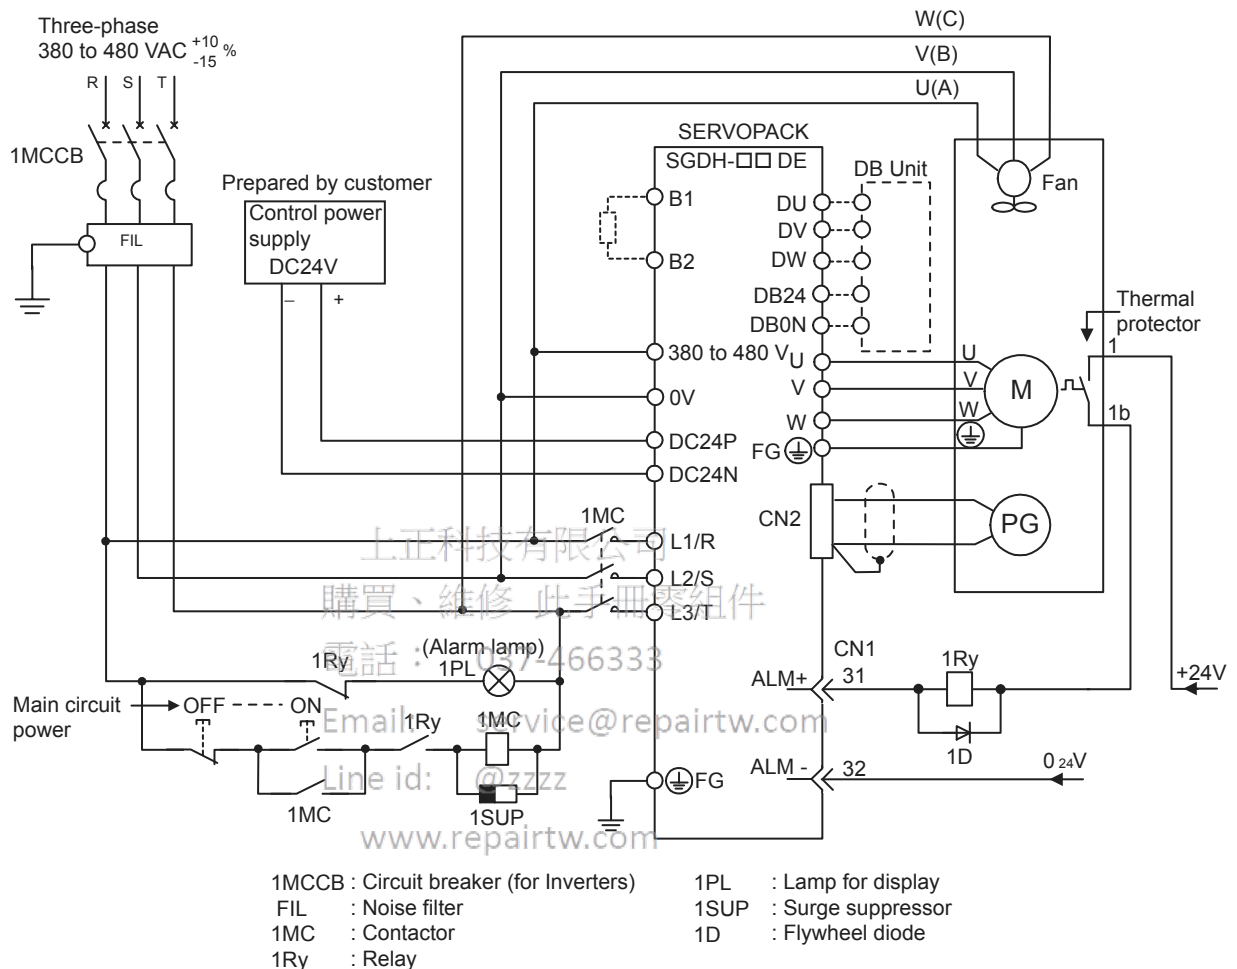 W(C)
V(B)
U(A)
Three-phase
380 to 480 VAC +10 -15 %
R S T
1MCCB
FIL
Prepared by customer
Control power
supply
DC24V
– +
SERVOPACK
SGDH-□□ DE
DB Unit
Fan
B1
B2
DU
DV
DW
DB24
DB0N
380 to 480 V
0V
DC24P
DC24N
U
V
W
FG
U
V
W
M
Thermal
protector
1
1b
CN2
PG
1MC
L1/R
L2/S
L3/T
上正科技有限公司
購買、維修 此手冊零組件
電話： 037-466333
Email: service@repairtw.com
Line id: @zzzz
www.repairtw.com
(Alarm lamp)
1Ry
1PL
Main circuit
power
OFF
ON
1Ry
1MC
1MC
1SUP
FG
CN1
ALM+
31
1Ry
1D
+24V
ALM -
32
0 24V
1MCCB : Circuit breaker (for Inverters)
FIL : Noise filter
1MC : Contactor
1Ry : Relay
1PL : Lamp for display
1SUP : Surge suppressor
1D : Flywheel diode